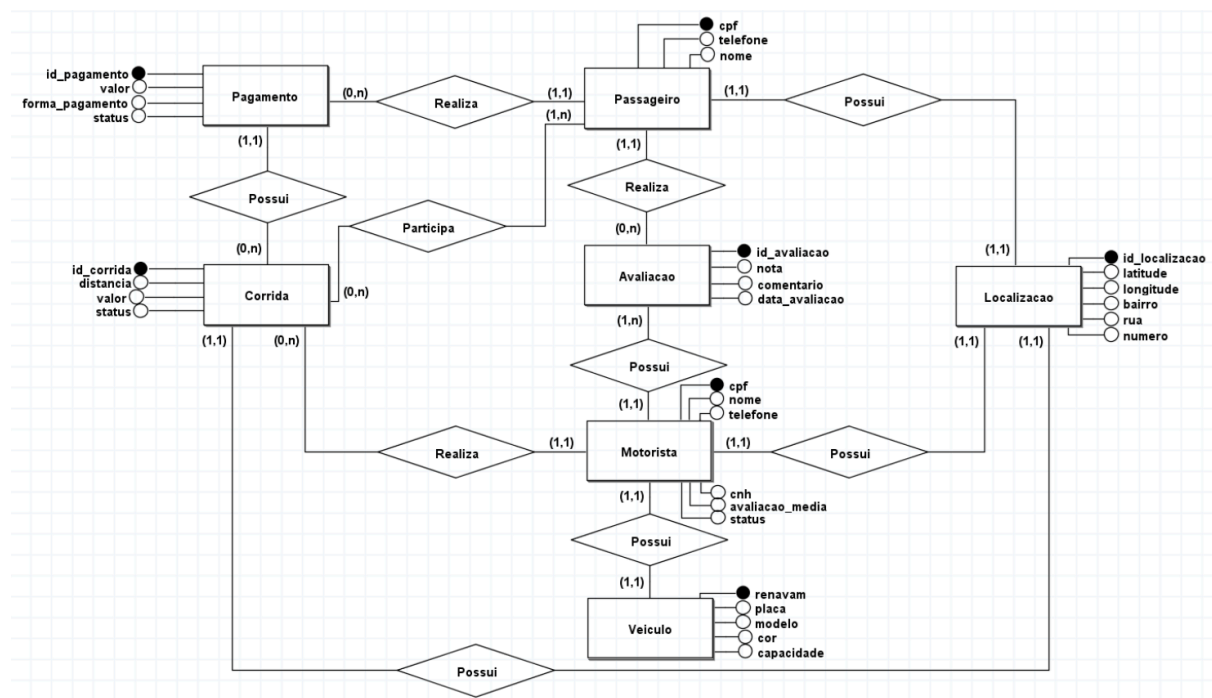 cpf
telefone
nome
id_pagamento
valor
forma_pagamento
status
Pagamento
(0,n)
Realiza
(1,1)
(1,n)
Passageiro
(1,1)
Possui
(1,1)
(1,1)
Possui
Realiza
Participa
(0,n)
(0,n)
(1,1)
id_corrida
distancia
valor
status
Corrida
(0,n)
Avaliacao
id_avaliacao
nota
comentario
data_avaliacao
Localizacao
id_localizacao
latitude
longitude
bairro
rua
numero
(1,1)
(0,n)
(1,n)
(1,1)
(1,1)
Possui
cpf
nome
telefone
(1,1)
Realiza
(1,1)
Motorista
(1,1)
Possui
cnh
avaliacao_media
status
(1,1)
Possui
(1,1)
renavam
placa
modelo
cor
capacidade
Veiculo
Possui